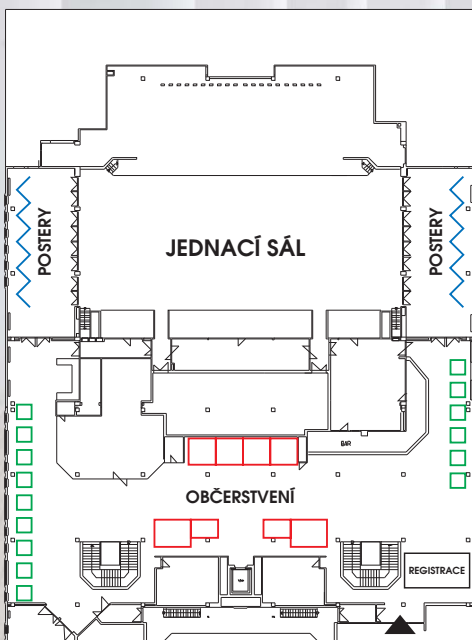 POSTERY
JEDNACÍ SÁL
POSTERY
BAR
OBČERSTVENÍ
REGISTRACE